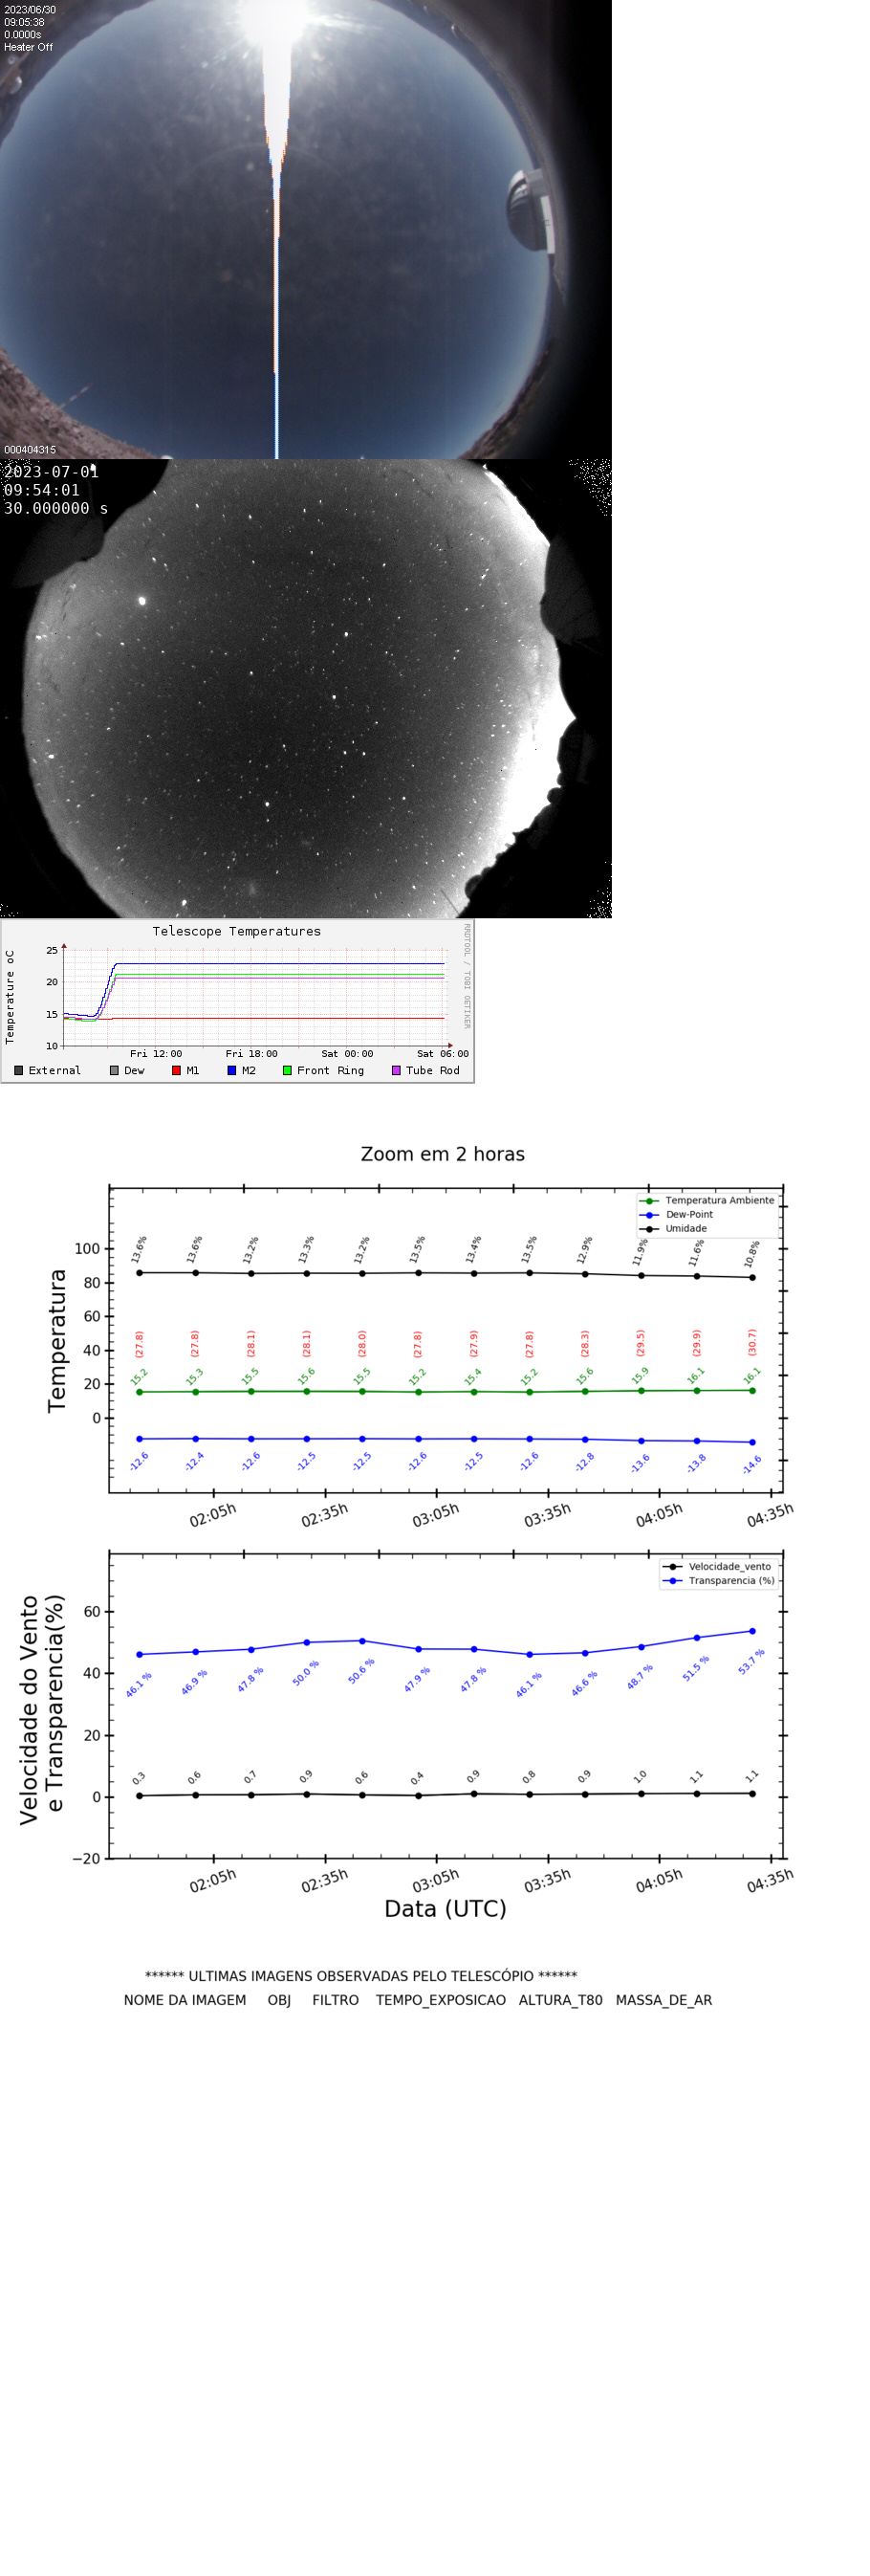 2023/06/30
09:05:38
0.0000s
Heater Off
000404315
2023-07-01
09:54:01
30.000000 s
Telescope Temperatures
RRDTOOL / TOBI OETIKER
Temperature oC
25
20
15
10
Fri 12:00 Fri 18:00 Sat 00:00 Sat 06:00
External Dew M1 M2 Front Ring Tube Rod
Zoom em 2 horas
Temperatura Ambiente
Dew-Point
Umidade
Temperatura
100
80
60
40
20
0
13.6% 13.6% 13.2% 13.3% 13.2% 13.5% 13.4% 13.5% 12.9% 11.9% 11.6% 10.8%
(27.8) (27.8) (28.1) (28.1) (28.0) (27.8) (27.9) (27.8) (28.3) (29.5) (29.9) (30.7)
15.2 15.3 15.5 15.6 15.5 15.2 15.4 15.2 15.6 15.9 16.1 16.1
-12.6 -12.4 -12.6 -12.5 -12.5 -12.6 -12.5 -12.6 -12.8 -13.6 -13.8 -14.6
02:05h 02:35h 03:05h 03:35h 04:05h 04:35h
Velocidade_vento
Transparencia (%)
Velocidade do Vento
e Transparencia(%)
60
40
20
0
−20
46.1 % 46.9 % 47.8 % 50.0 % 50.6 % 47.9 % 47.8 % 46.1 % 46.6 % 48.7 % 51.5 % 53.7 %
0.3 0.6 0.7 0.9 0.6 0.4 0.9 0.8 0.9 1.0 1.1 1.1
02:05h 02:35h 03:05h 03:35h 04:05h 04:35h
Data (UTC)
****** ULTIMAS IMAGENS OBSERVADAS PELO TELESCÓPIO ******
NOME DA IMAGEM OBJ FILTRO TEMPO_EXPOSICAO ALTURA_T80 MASSA_DE_AR